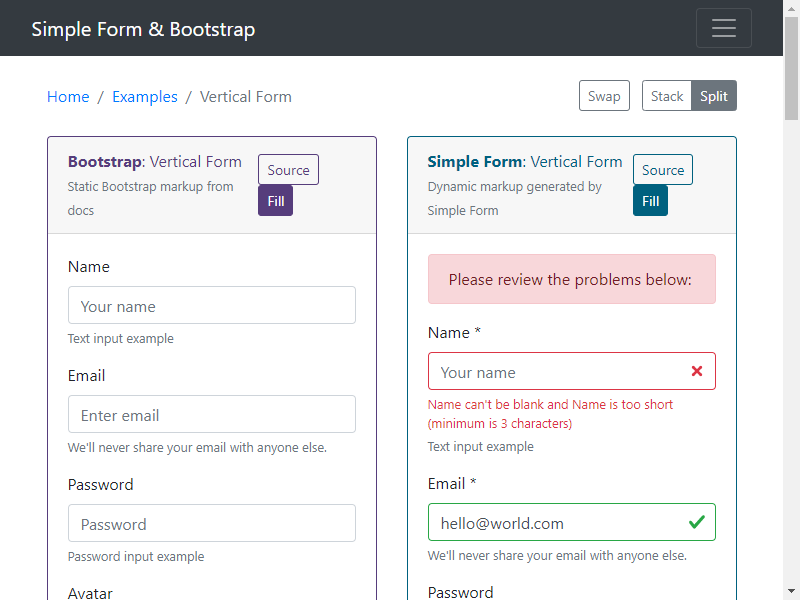 Simple Form & Bootstrap
Home / Examples / Vertical Form
Swap
Stack
Split
Bootstrap: Vertical Form
Static Bootstrap markup from
docs
Source
Fill
Name
Your name
Text input example
Email
Enter email
We'll never share your email with anyone else.
Password
Password
Password input example
Avatar
Simple Form: Vertical Form
Dynamic markup generated by
Simple Form
Source
Fill
Please review the problems below:
Name *
Your name
Name can't be blank and Name is too short
(minimum is 3 characters)
Text input example
Email *
hello@world.com
We'll never share your email with anyone else.
Password